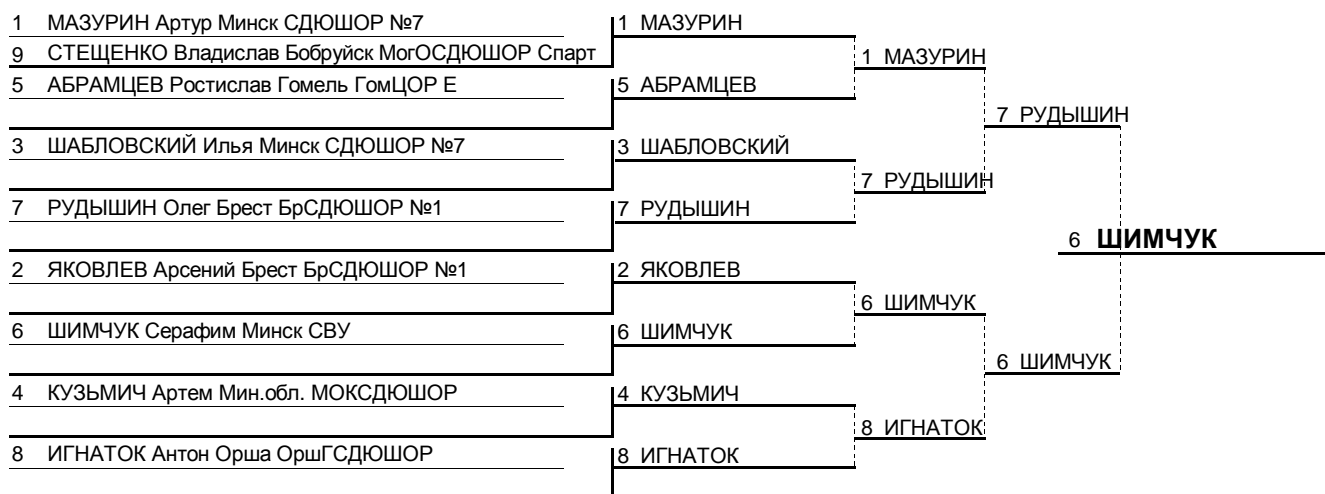 1 МАЗУРИН Артур Минск СДЮШОР №7
1 МАЗУРИН
9 СТЕЩЕНКО Владислав Бобруйск МогОСДЮШОР Спарт
1 МАЗУРИН
5 АБРАМЦЕВ Ростислав Гомель ГомЦОР Е
5 АБРАМЦЕВ
7 РУДЫШИН
3 ШАБЛОВСКИЙ Илья Минск СДЮШОР №7
3 ШАБЛОВСКИЙ
7 РУДЫШИН
7 РУДЫШИН Олег Брест БрСДЮШОР №1
7 РУДЫШИН
6 ШИМЧУК
2 ЯКОВЛЕВ Арсений Брест БрСДЮШОР №1
2 ЯКОВЛЕВ
6 ШИМЧУК
6 ШИМЧУК Серафим Минск СВУ
6 ШИМЧУК
6 ШИМЧУК
4 КУЗЬМИЧ Артем Мин.обл. МОКСДЮШОР
4 КУЗЬМИЧ
8 ИГНАТОК
8 ИГНАТОК Антон Орша ОршГСДЮШОР
8 ИГНАТОК